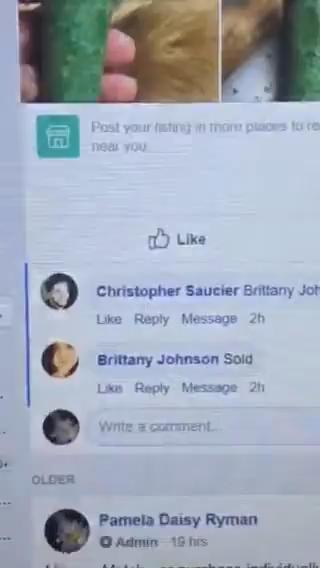 Post your listing in more places to re
near you.
Like
Christopher Saucier Brittany Joh
Like Reply Message 2h
Brittany Johnson Sold
Like Reply Message 2h
Write a comment...
OLDER
Pamela Daisy Ryman
Admin 19 hrs